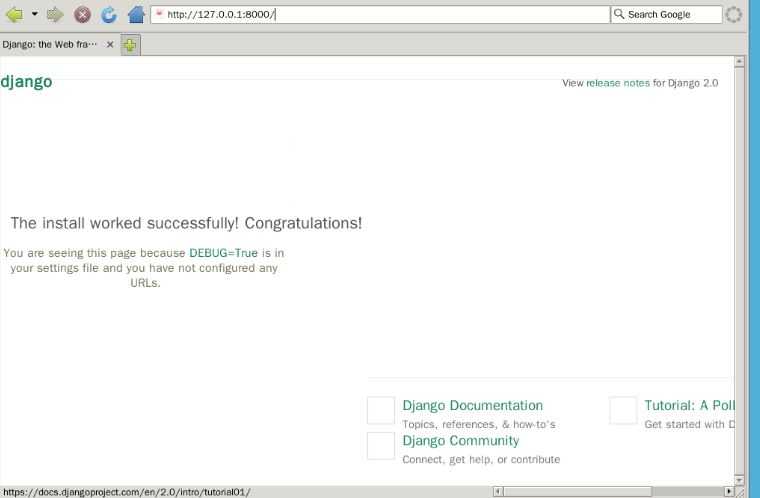 http://127.0.0.1:8000/
Search Google
Django: the Web fra···
django
View release notes for Django 2.0
The install worked successfully! Congratulations!
You are seeing this page because DEBUG=True is in
your settings file and you have not configured any
URLs.
Django Documentation
Topics, references, & how-to's
Tutorial: A Poll
Get started with D
Django Community
Connect, get help, or contribute
https://docs.djangoproject.com/en/2.0/intro/tutorial01/